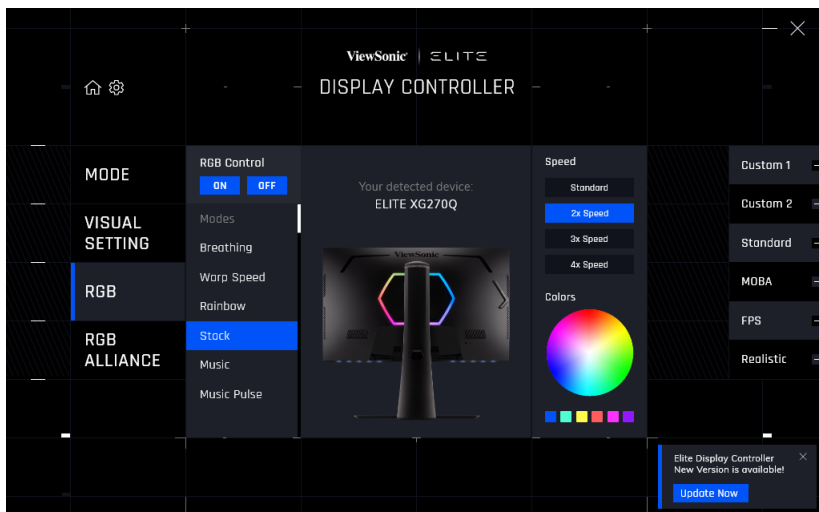 ViewSonic® | ELITE
DISPLAY CONTROLLER
MODE
VISUAL
SETTING
RGB
RGB
ALLIANCE
RGB Control
ON OFF
Modes
Breathing
Warp Speed
Rainbow
Stack
Music
Music Pulse
Your detected device:
ELITE XG270Q
ViewSonic
Speed
Standard
2x Speed
3x Speed
4x Speed
Colors
Custom 1
Custom 2
Standard
MOBA
FPS
Realistic
Elite Display Controller
New Version is available!
Update Now